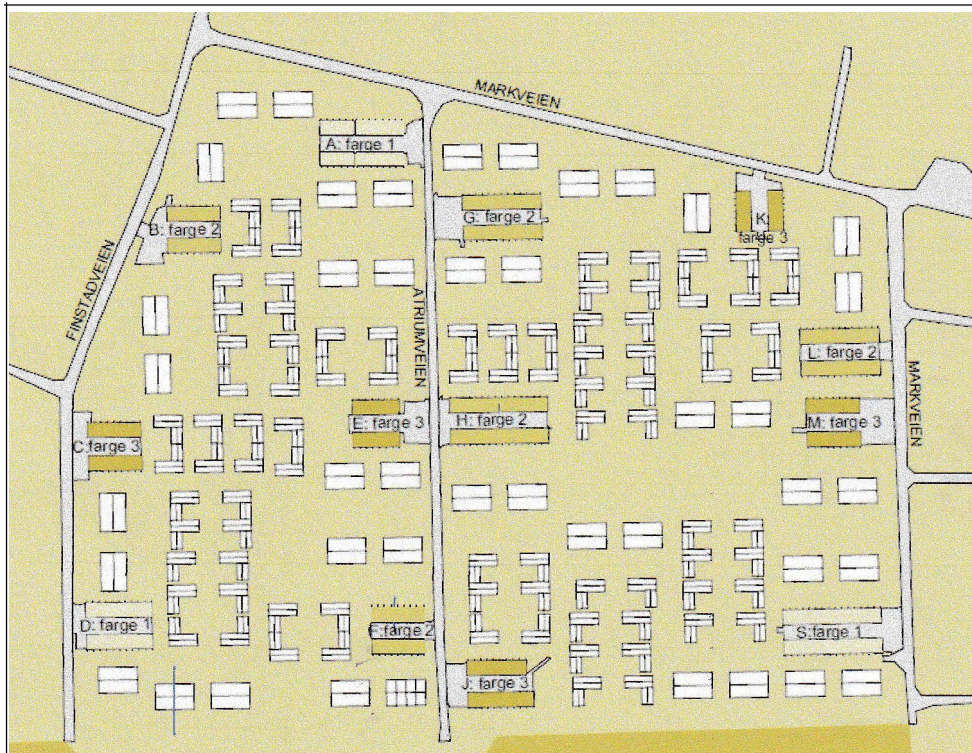 MARKVEIEN
A: farge 1
B: farge 2
G: farge 2
K:
farge 3
FINSTADVEIEN
ATRIUMVEIEN
L: farge 2
C: farge 3
E: farge 3
H: farge 2
M: farge 3
MARKVEIEN
D: farge 1
F: farge 2
S: farge 1
J: farge 3